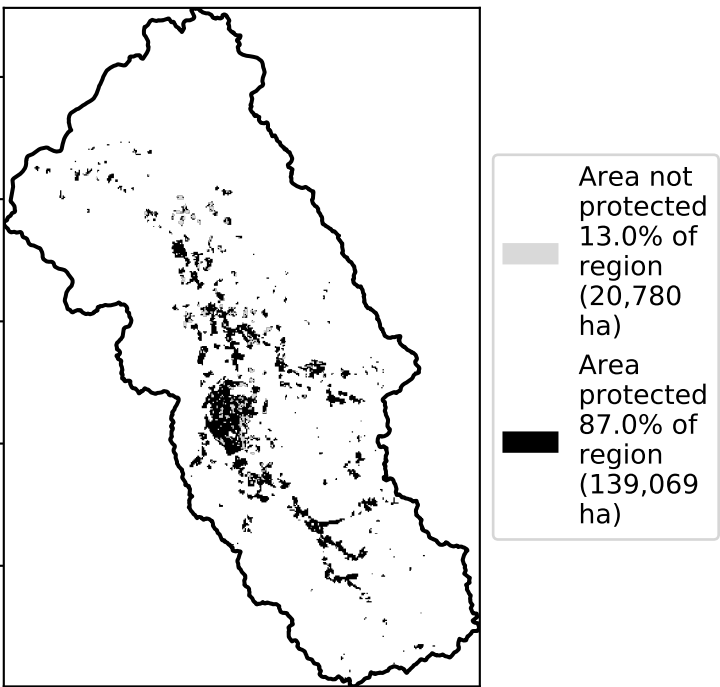 Area not
protected
13.0% of
region
(20,780
ha)
Area
protected
87.0% of
region
(139,069
ha)